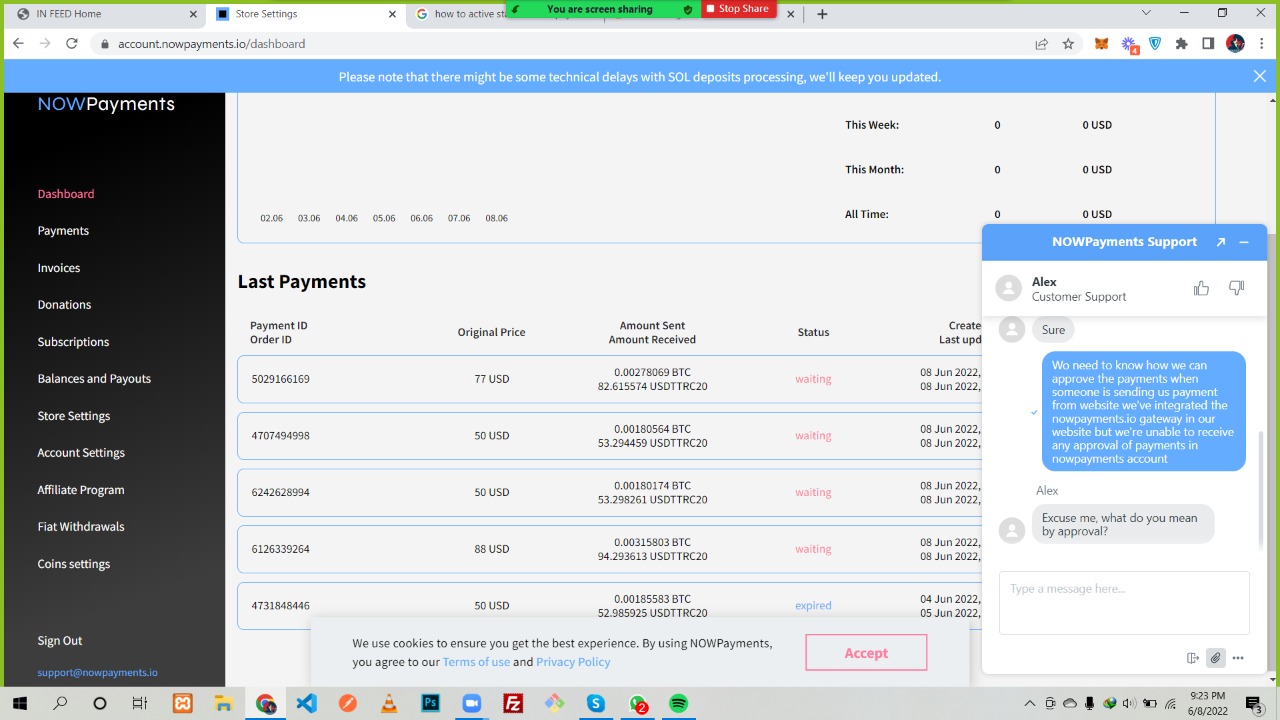 IN FEED Home
Store Settings
how to active sta
You are screen sharing
Stop Share
account.nowpayments.io/dashboard
4
Please note that there might be some technical delays with SOL deposits processing, we'll keep you updated.
NOWPayments
Dashboard
Payments
Invoices
Donations
Subscriptions
Balances and Payouts
Store Settings
Account Settings
Affiliate Program
Fiat Withdrawals
Coins settings
Sign Out
support@nowpayments.io
This Week: 0 0 USD
This Month: 0 0 USD
All Time: 0 0 USD
02.06 03.06 04.06 05.06 06.06 07.06 08.06
Last Payments
Payment ID
Order ID
Original Price
Amount Sent
Amount Received
Status
Create
Last upd
5029166169
77 USD
0.00278069 BTC
82.615574 USDTTRC20
waiting
08 Jun 2022,
08 Jun 2022,
4707494998
50 USD
0.00180564 BTC
53.294459 USDTTRC20
waiting
08 Jun 2022,
08 Jun 2022,
6242628994
50 USD
0.00180174 BTC
53.298261 USDTTRC20
waiting
08 Jun 2022,
08 Jun 2022,
6126339264
88 USD
0.00315803 BTC
94.293613 USDTTRC20
waiting
08 Jun 2022,
08 Jun 2022,
4731848446
50 USD
0.00185583 BTC
52.985925 USDTTRC20
expired
04 Jun 2022,
05 Jun 2022,
We use cookies to ensure you get the best experience. By using NOWPayments,
you agree to our Terms of use and Privacy Policy
Accept
NOWPayments Support
Alex
Customer Support
Sure
Wo need to know how we can
approve the payments when
someone is sending us payment
from website we've integrated the
nowpayments.io gateway in our
website but we're unable to receive
any approval of payments in
nowpayments account
Alex
Excuse me, what do you mean
by approval?
Type a message here...
Ps
Fz
2
9:23 PM
6/8/2022
3